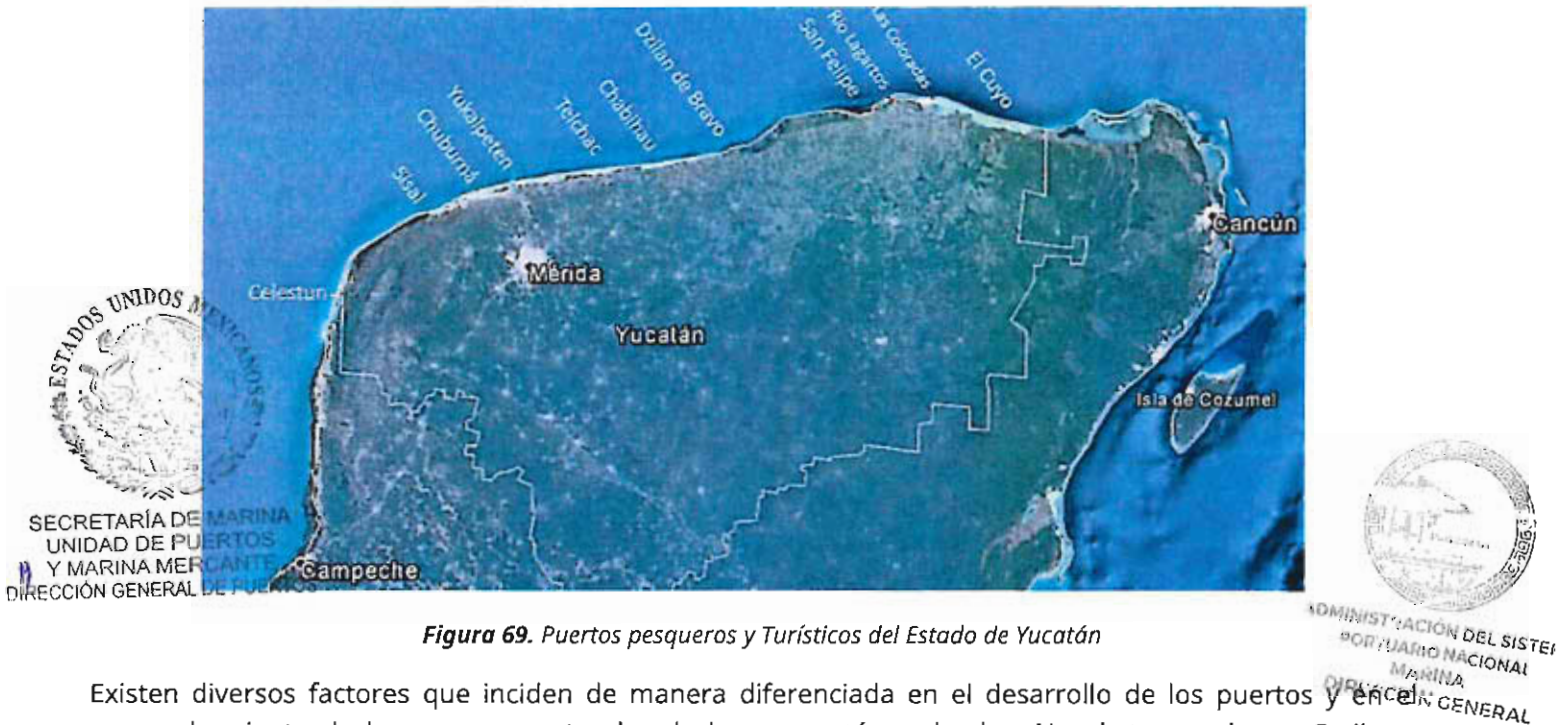 Dzilan de Bravo
San Felipe
Rio Lagartos
Las Coloradas
El Cuyo
Yukalpeten
Telchac
Chabihau
Chuburná
Sisal
Cancún
Mérida
Celestun
Yucatán
Isla de Cozumel
ESTADOS UNIDOS MEXICANOS
SECRETARÍA DE MARINA
UNIDAD DE PUERTOS
Y MARINA MERCANTE
DIRECCIÓN GENERAL DE PUERTOS
Campeche
ADMINISTRACIÓN DEL SISTE
PORTUARIO NACIONAL
MARINA
DIRECCIÓN GENERAL
Figura 69. Puertos pesqueros y Turísticos del Estado de Yucatán
Existen diversos factores que inciden de manera diferenciada en el desarrollo de los puertos y en el